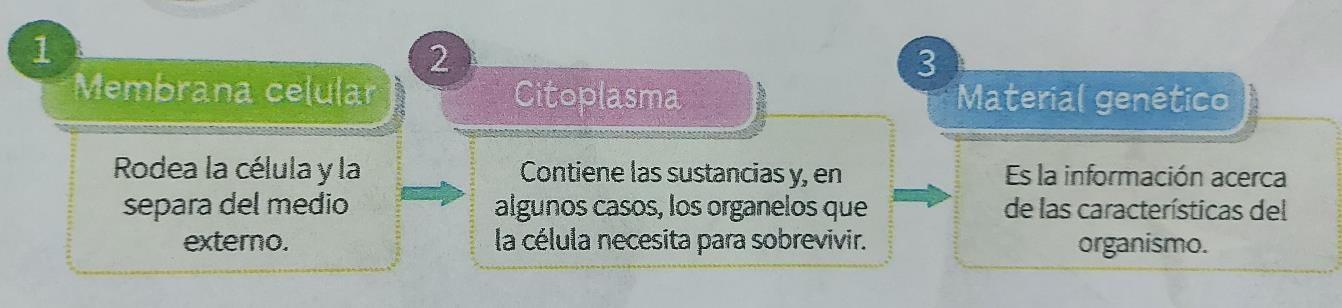 1
Membrana celular
Rodea la célula y la
separa del medio
externo.
2
Citoplasma
Contiene las sustancias y, en
algunos casos, los organelos que
la célula necesita para sobrevivir.
3
Material genético
Es la información acerca
de las características del
organismo.